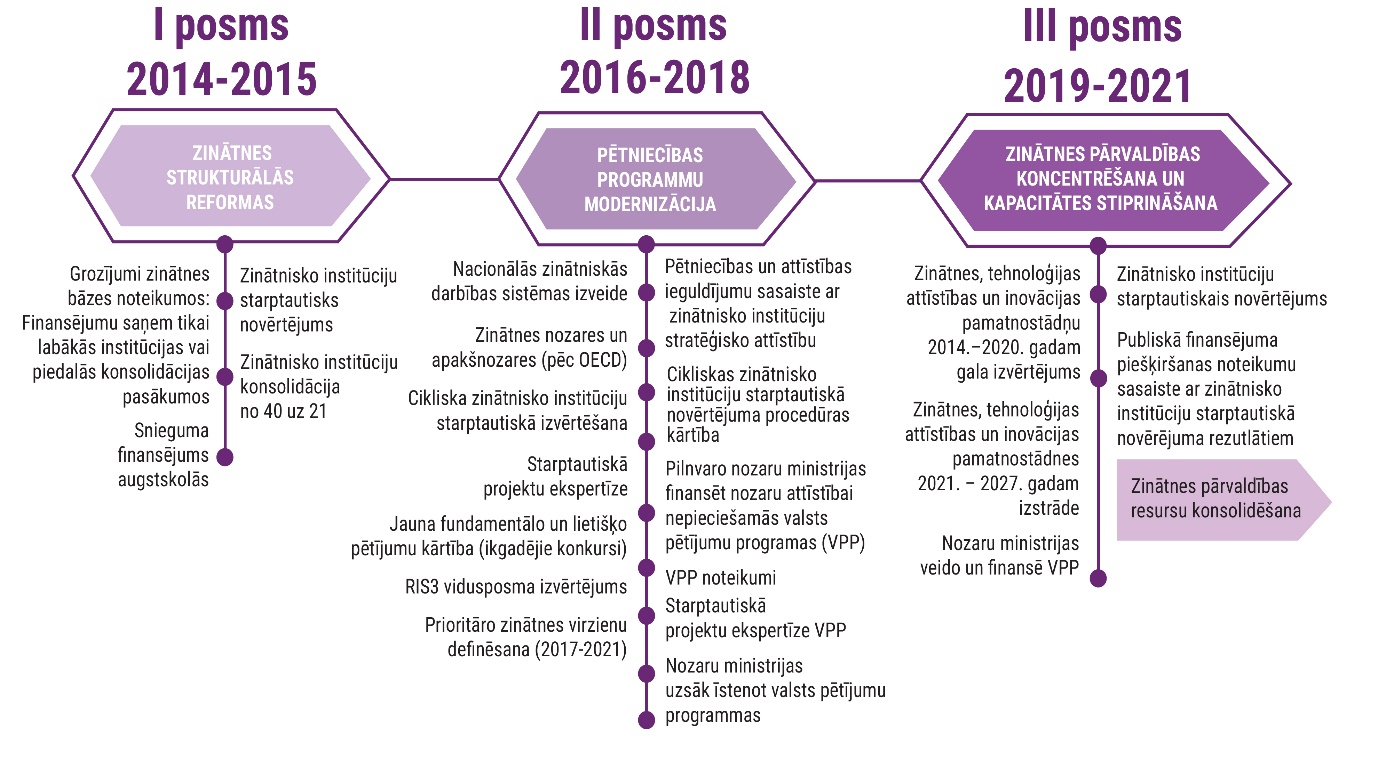 I posms
2014-2015
ZINĀTNES
STRUKTURĀLĀS
REFORMAS
Grozījumi zinātnes
bāzes noteikumos:
Finansējumu saņem tikai
labākās institūcijas vai
piedalās konsolidācijas
pasākumos
Snieguma
finansējums
augstskolās
Zinātnisko institūciju
starptautisks
novērtējums
Zinātnisko institūciju
konsolidācija
no 40 uz 21
II posms
2016-2018
PĒTNIECĪBAS
PROGRAMMU
MODERNIZĀCIJA
Nacionālās zinātniskās
darbības sistēmas izveide
Zinātnes nozares un
apakšnozares (pēc OECD)
Cikliska zinātnisko institūciju
starptautiskā izvērtēšana
Starptautiskā
projektu ekspertīze
Jauna fundamentālo un lietišķo
pētījumu kārtība (ikgadējie konkursi)
RIS3 vidusposma izvērtējums
Prioritāro zinātnes virzienu
definēsana (2017-2021)
Pētniecības un attīstības
ieguldījumu sasaiste ar
zinātnisko institūciju
stratēģisko attīstību
Cikliskas zinātnisko
institūciju starptautiskā
novērtējuma procedūras
kārtība
Pilnvaro nozaru ministrijas
finansēt nozaru attīstībai
nepieciešamās valsts
pētījumu programas (VPP)
VPP noteikumi
Starptautiskā
projektu ekspertīze VPP
Nozaru ministrijas
uzsāk īstenot valsts pētījumu
programmas
III posms
2019-2021
ZINĀTNES PĀRVALDĪBAS
KONCENTRĒŠANA UN
KAPACITĀTES STIPRINĀŠANA
Zinātnes, tehnoloģijas
attīstības un inovācijas
pamatnostādņu
2014.–2020. gadam
gala izvērtējums
Zinātnes, tehnoloģijas
attīstības un inovācijas
pamatnostādnes
2021. – 2027. gadam
izstrāde
Nozaru ministrijas
veido un finansē VPP
Zinātnisko institūciju
starptautiskais novērtējums
Publiskā finansējuma
piešķiršanas noteikumu
sasaiste ar zinātnisko
institūciju starptautiskā
novērējuma rezutlātiem
Zinātnes pārvaldības
resursu konsolidēšana